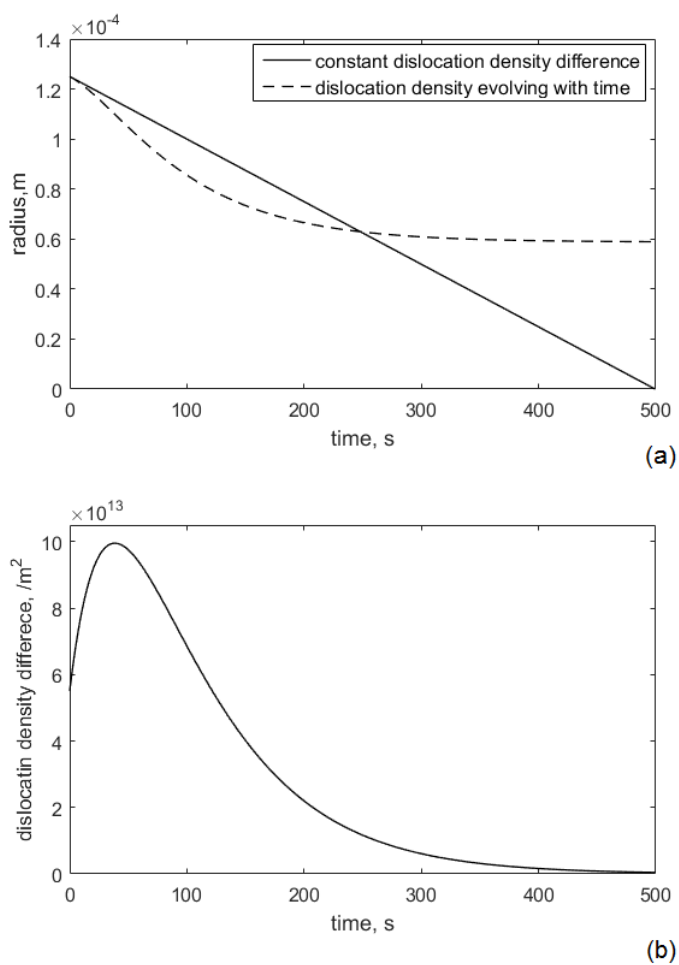 ×10⁻⁴
1.4
1.2
1
0.8
0.6
0.4
0.2
0
radius,m
constant dislocation density difference
dislocation density evolving with time
0 100 200 300 400 500
time, s
(a)
×10¹³
10
8
6
4
2
0
dislocatin density differece, /m²
0 100 200 300 400 500
time, s
(b)